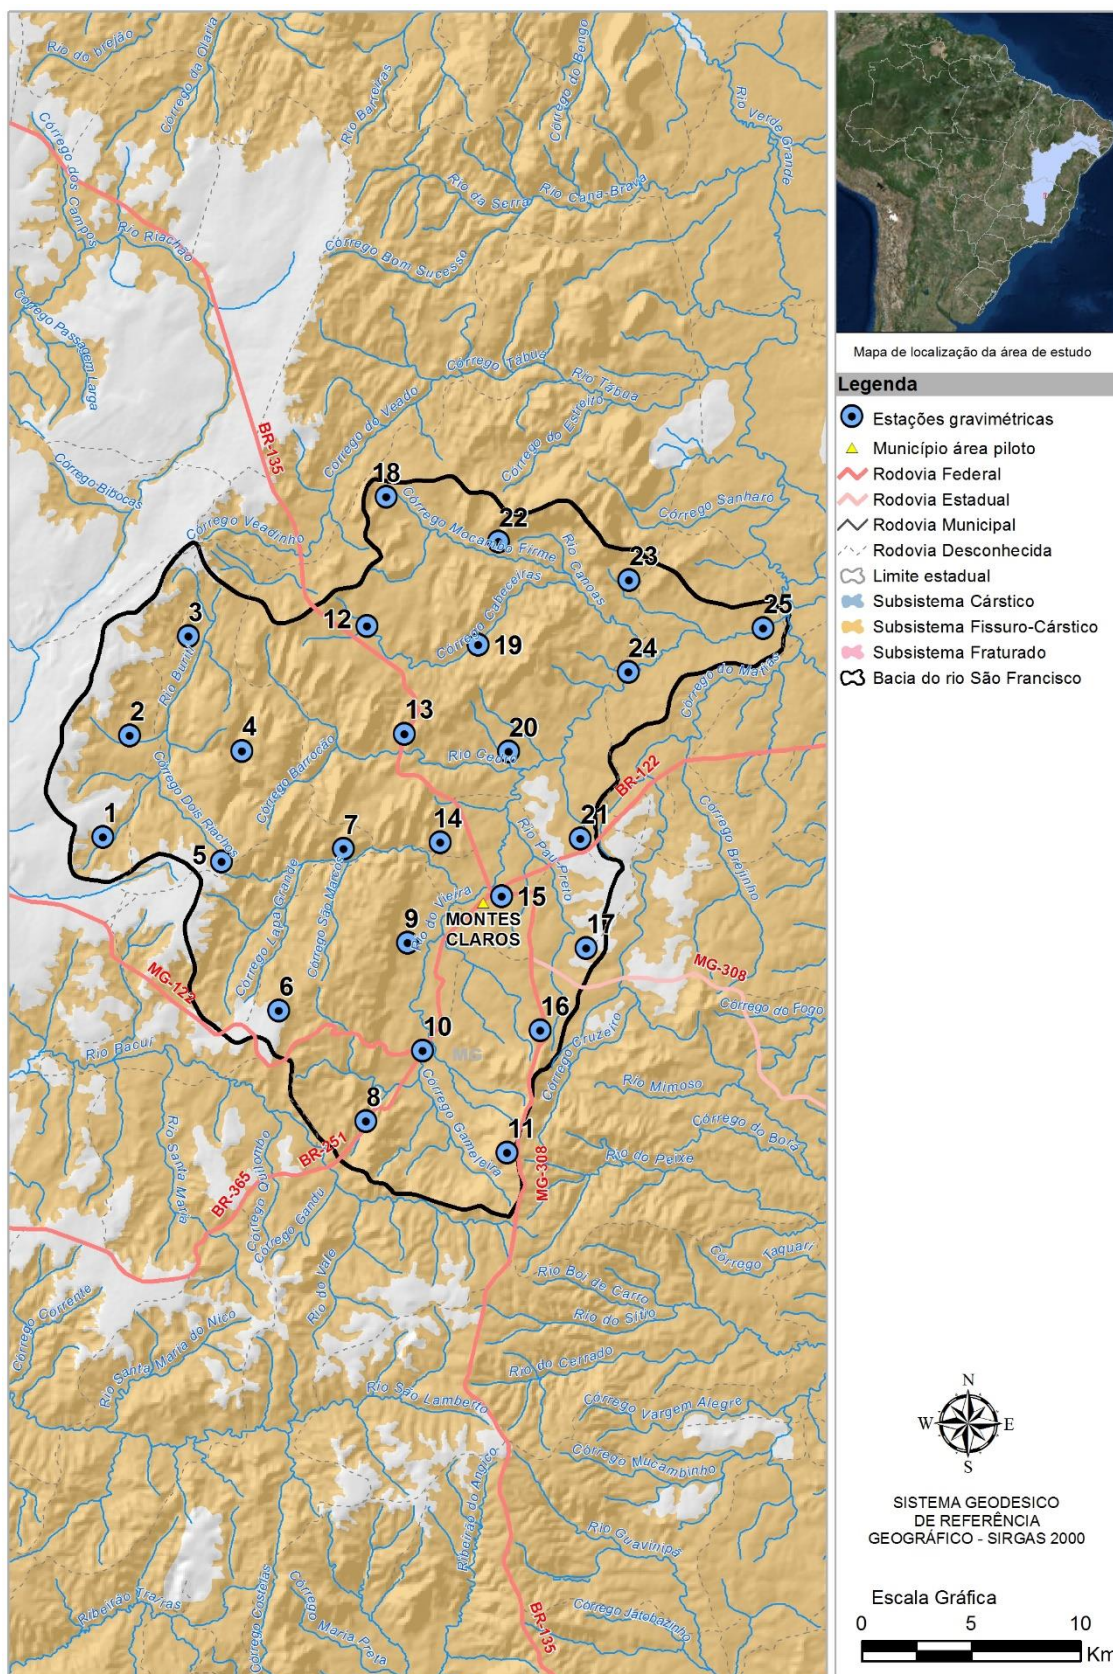 Rio do brejão
Córrego da Olaria
Rio Barreiras
Córrego do Bengo
Rio Verde Grande
Córrego dos Campos
Rio Riachão
Rio da Serra
Rio Cana-Brava
Córrego Bom Sucesso
Córrego Passagem Larga
Córrego Tábua
Rio Tábua
BR-135
Córrego do Veado
Córrego do Estreito
Córrego Bibocas
18
Córrego Sanharó
Córrego Veadinho
Córrego Mocambo Firme
22
Rio Canoas
23
3
12
Córrego Cabeceiras
25
19
24
Rio Buriti
Córrego do Matias
2
4
13
20
Rio Cedro
Córrego Barrocão
BR-122
Córrego Dois Riachos
1
7
14
21
5
Rio Pau-Preto
Córrego Brejinho
Córrego Lapa Grande
Córrego São Marcos
Rio do Vieira
15
MONTES
CLAROS
9
17
MG-122
MG-308
6
16
Córrego do Fogo
10
MG
Córrego Cruzeiro
Rio Pacuí
Rio Mimoso
Córrego Gameleira
8
11
Córrego do Bora
Rio do Peixe
Rio Santa Maria
Córrego Quilombo
BR-251
MG-308
BR-365
Córrego Gandu
Córrego Taquari
Rio do Vale
Rio Boi de Carro
Rio do Sítio
Córrego Corrente
Rio Santa Maria do Nico
Rio do Cerrado
Rio São Lamberto
Córrego Vargem Alegre
Córrego Mucambinho
Ribeirão do Angico
Rio Guavinipa
Ribeirão Traíras
Córrego Costelas
Córrego Maria Preta
BR-135
Córrego Jatobazinho
Mapa de localização da área de estudo
Legenda
Estações gravimétricas
Município área piloto
Rodovia Federal
Rodovia Estadual
Rodovia Municipal
Rodovia Desconhecida
Limite estadual
Subsistema Cárstico
Subsistema Fissuro-Cárstico
Subsistema Fraturado
Bacia do rio São Francisco
N
W
E
S
SISTEMA GEODESICO
DE REFERÊNCIA
GEOGRÁFICO - SIRGAS 2000
Escala Gráfica
0 5 10
Km